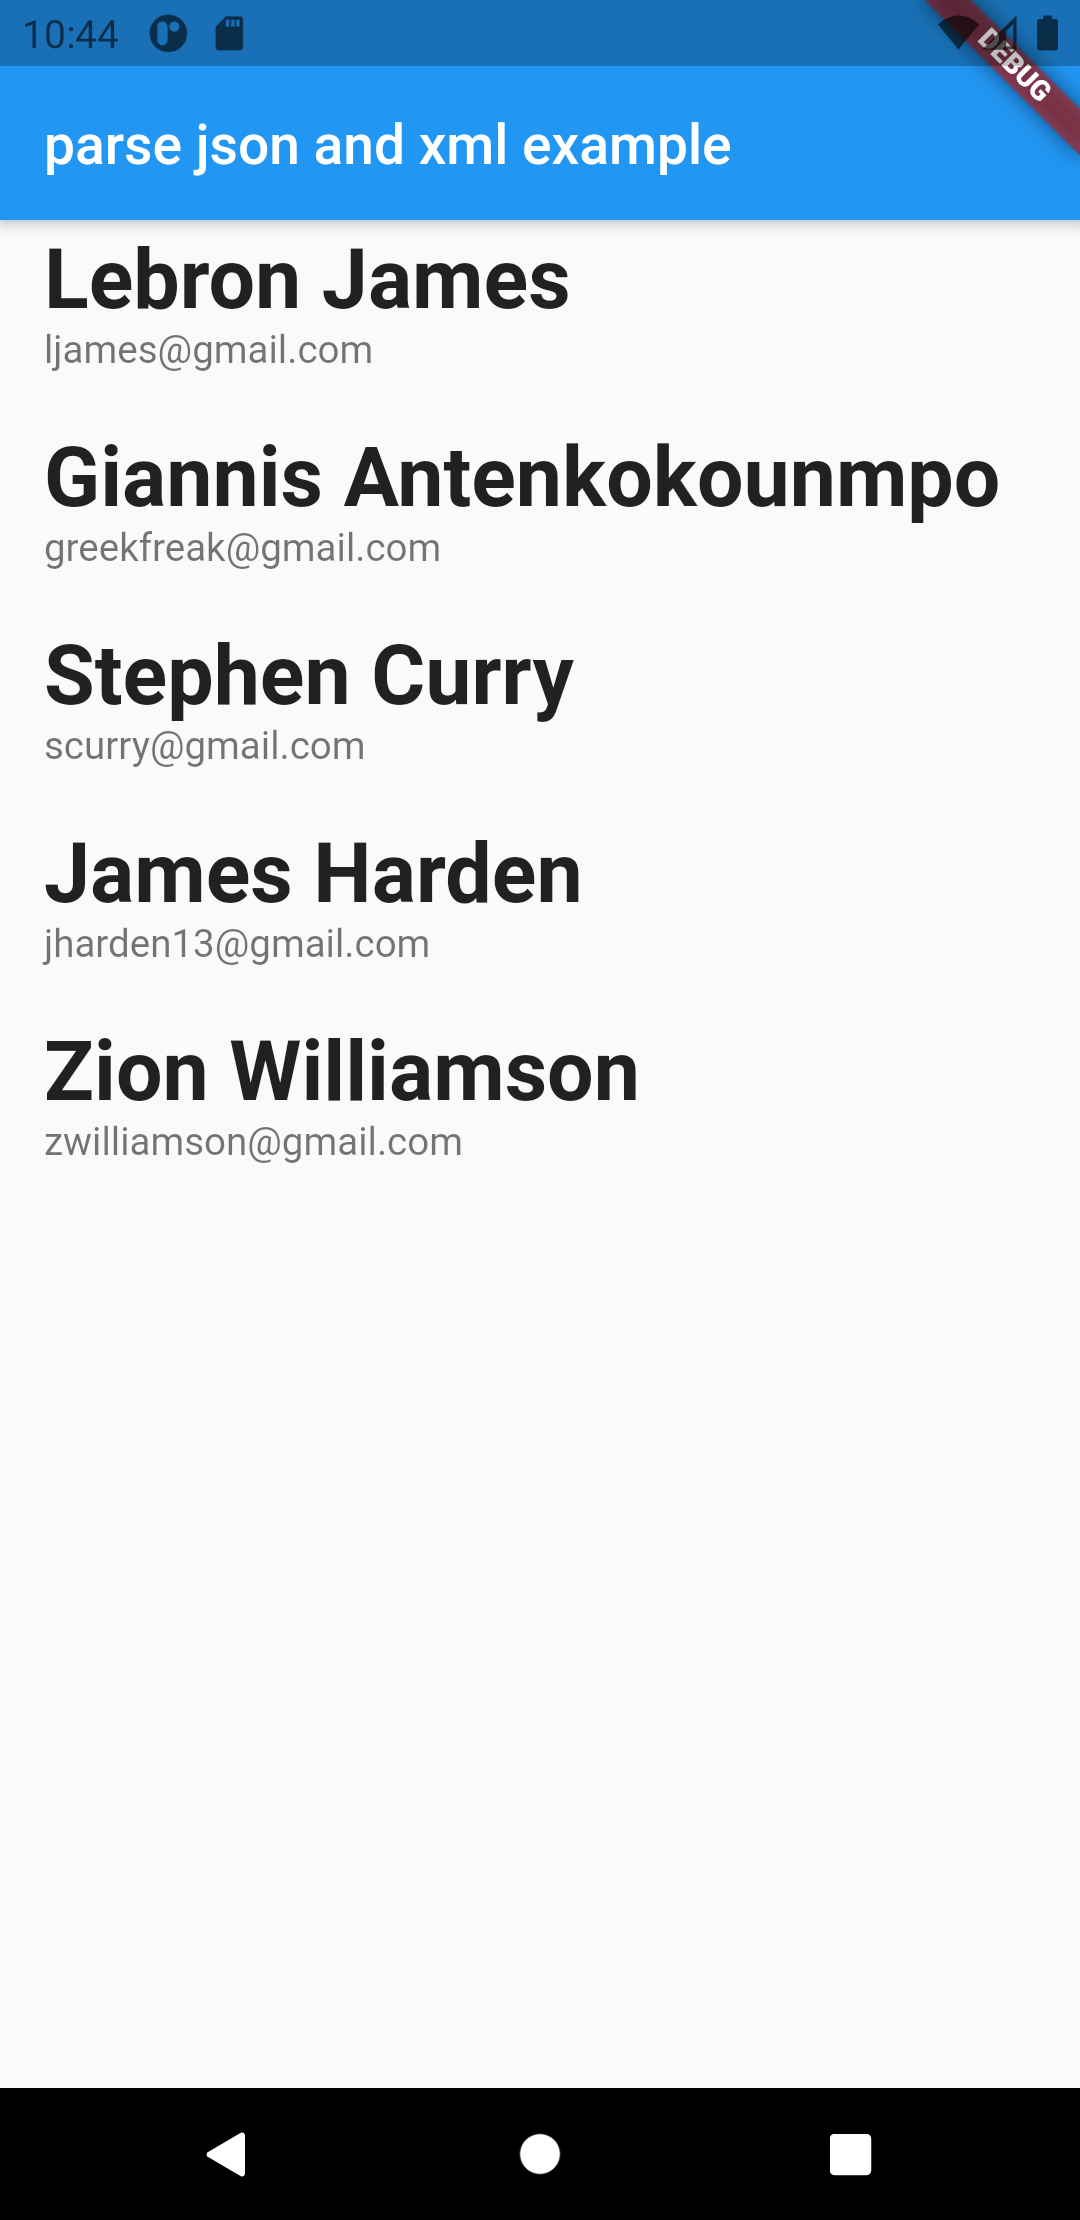 10:44
DEBUG
parse json and xml example
Lebron James
ljames@gmail.com
Giannis Antenkokounmpo
greekfreak@gmail.com
Stephen Curry
scurry@gmail.com
James Harden
jharden13@gmail.com
Zion Williamson
zwilliamson@gmail.com